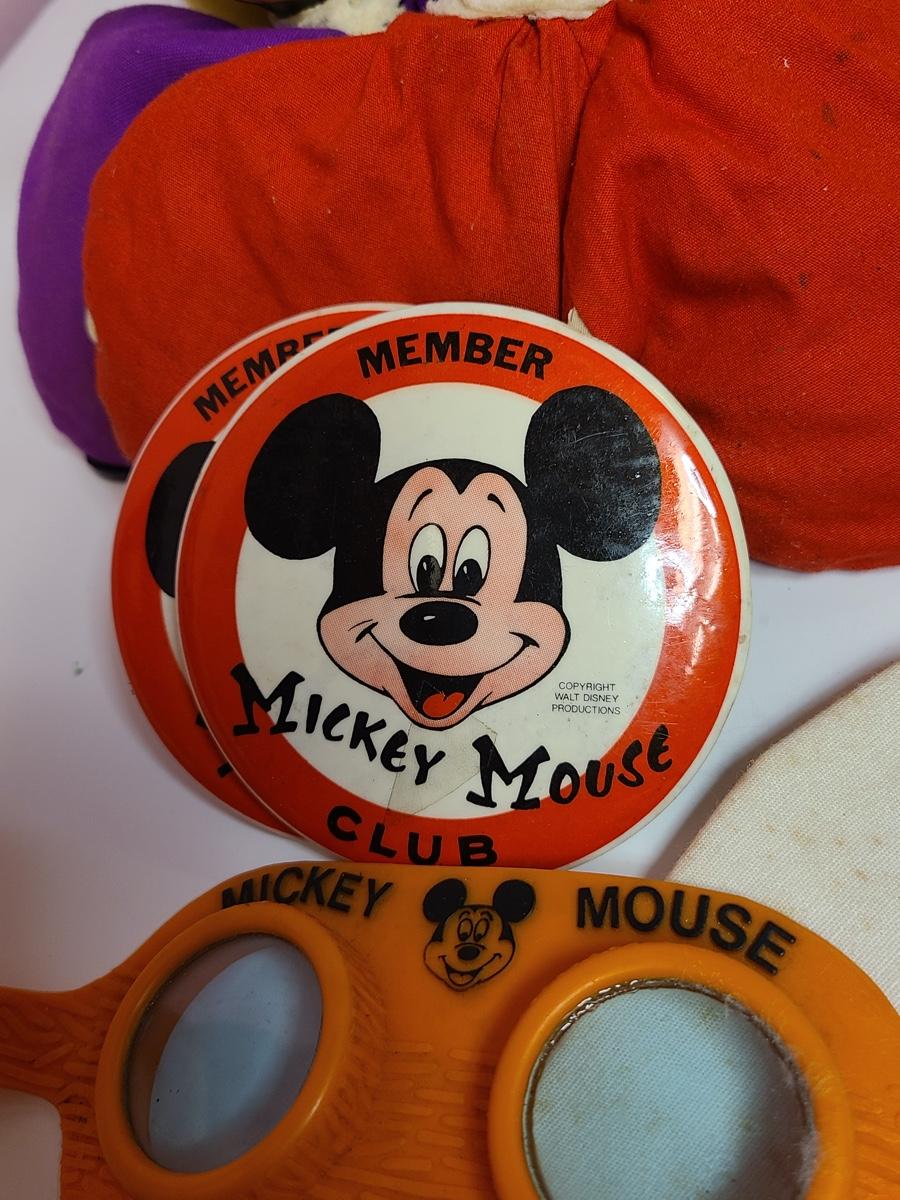 MEMBER
MEMBER
MICKEY MOUSE
COPYRIGHT
WALT DISNEY
PRODUCTIONS
CLUB
MICKEY MOUSE